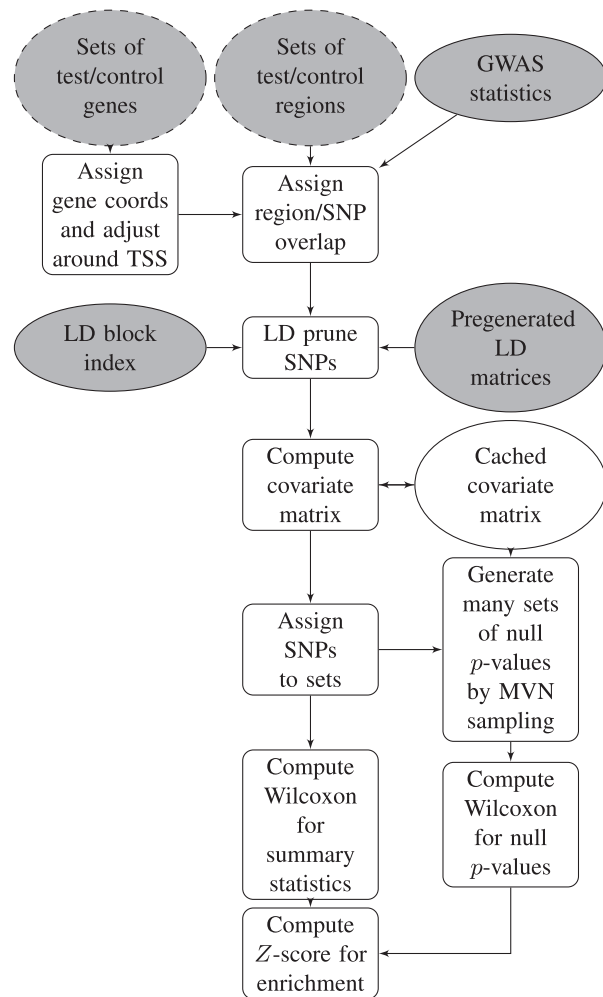 Sets of
test/control
genes
Sets of
test/control
regions
GWAS
statistics
Assign
gene coords
and adjust
around TSS
Assign
region/SNP
overlap
LD block
index
LD prune
SNPs
Pregenerated
LD
matrices
Compute
covariate
matrix
Cached
covariate
matrix
Assign
SNPs
to sets
Generate
many sets
of null
p-values
by MVN
sampling
Compute
Wilcoxon
for
summary
statistics
Compute
Wilcoxon
for null
p-values
Compute
Z-score for
enrichment